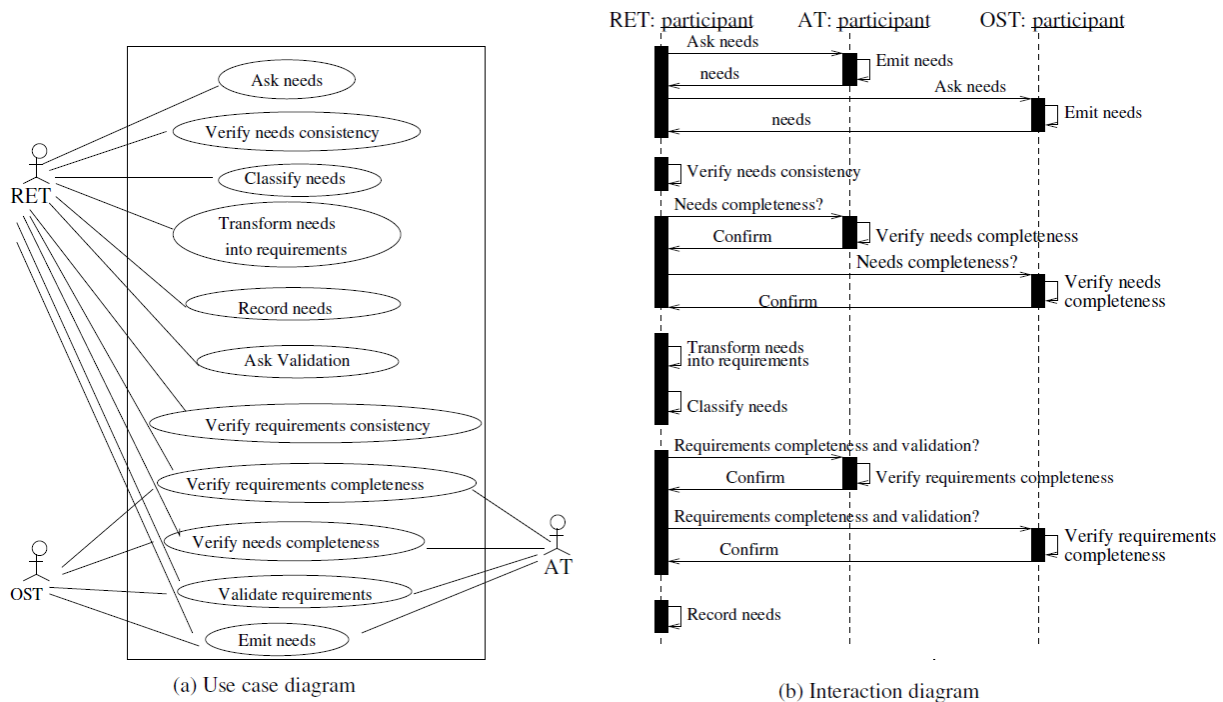 Ask needs
Verify needs consistency
RET
Classify needs
Transform needs
into requirements
Record needs
Ask Validation
Verify requirements consistency
Verify requirements completeness
Verify needs completeness
OST
AT
Validate requirements
Emit needs
(a) Use case diagram
RET: participant
AT: participant
OST: participant
Ask needs
Emit needs
needs
Ask needs
Emit needs
needs
Verify needs consistency
Needs completeness?
Verify needs completeness
Confirm
Needs completeness?
Verify needs
completeness
Confirm
Transform needs
into requirements
Classify needs
Requirements completeness and validation?
Verify requirements completeness
Confirm
Requirements completeness and validation?
Verify requirements
completeness
Confirm
Record needs
(b) Interaction diagram